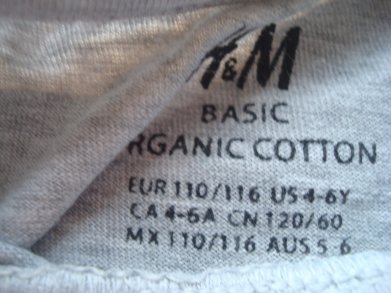 H&M
BASIC
RGANIC COTTON
EUR 110/116 US 4-6Y
CA 4-6A CN 120/60
MX 110/116 AUS 5-6